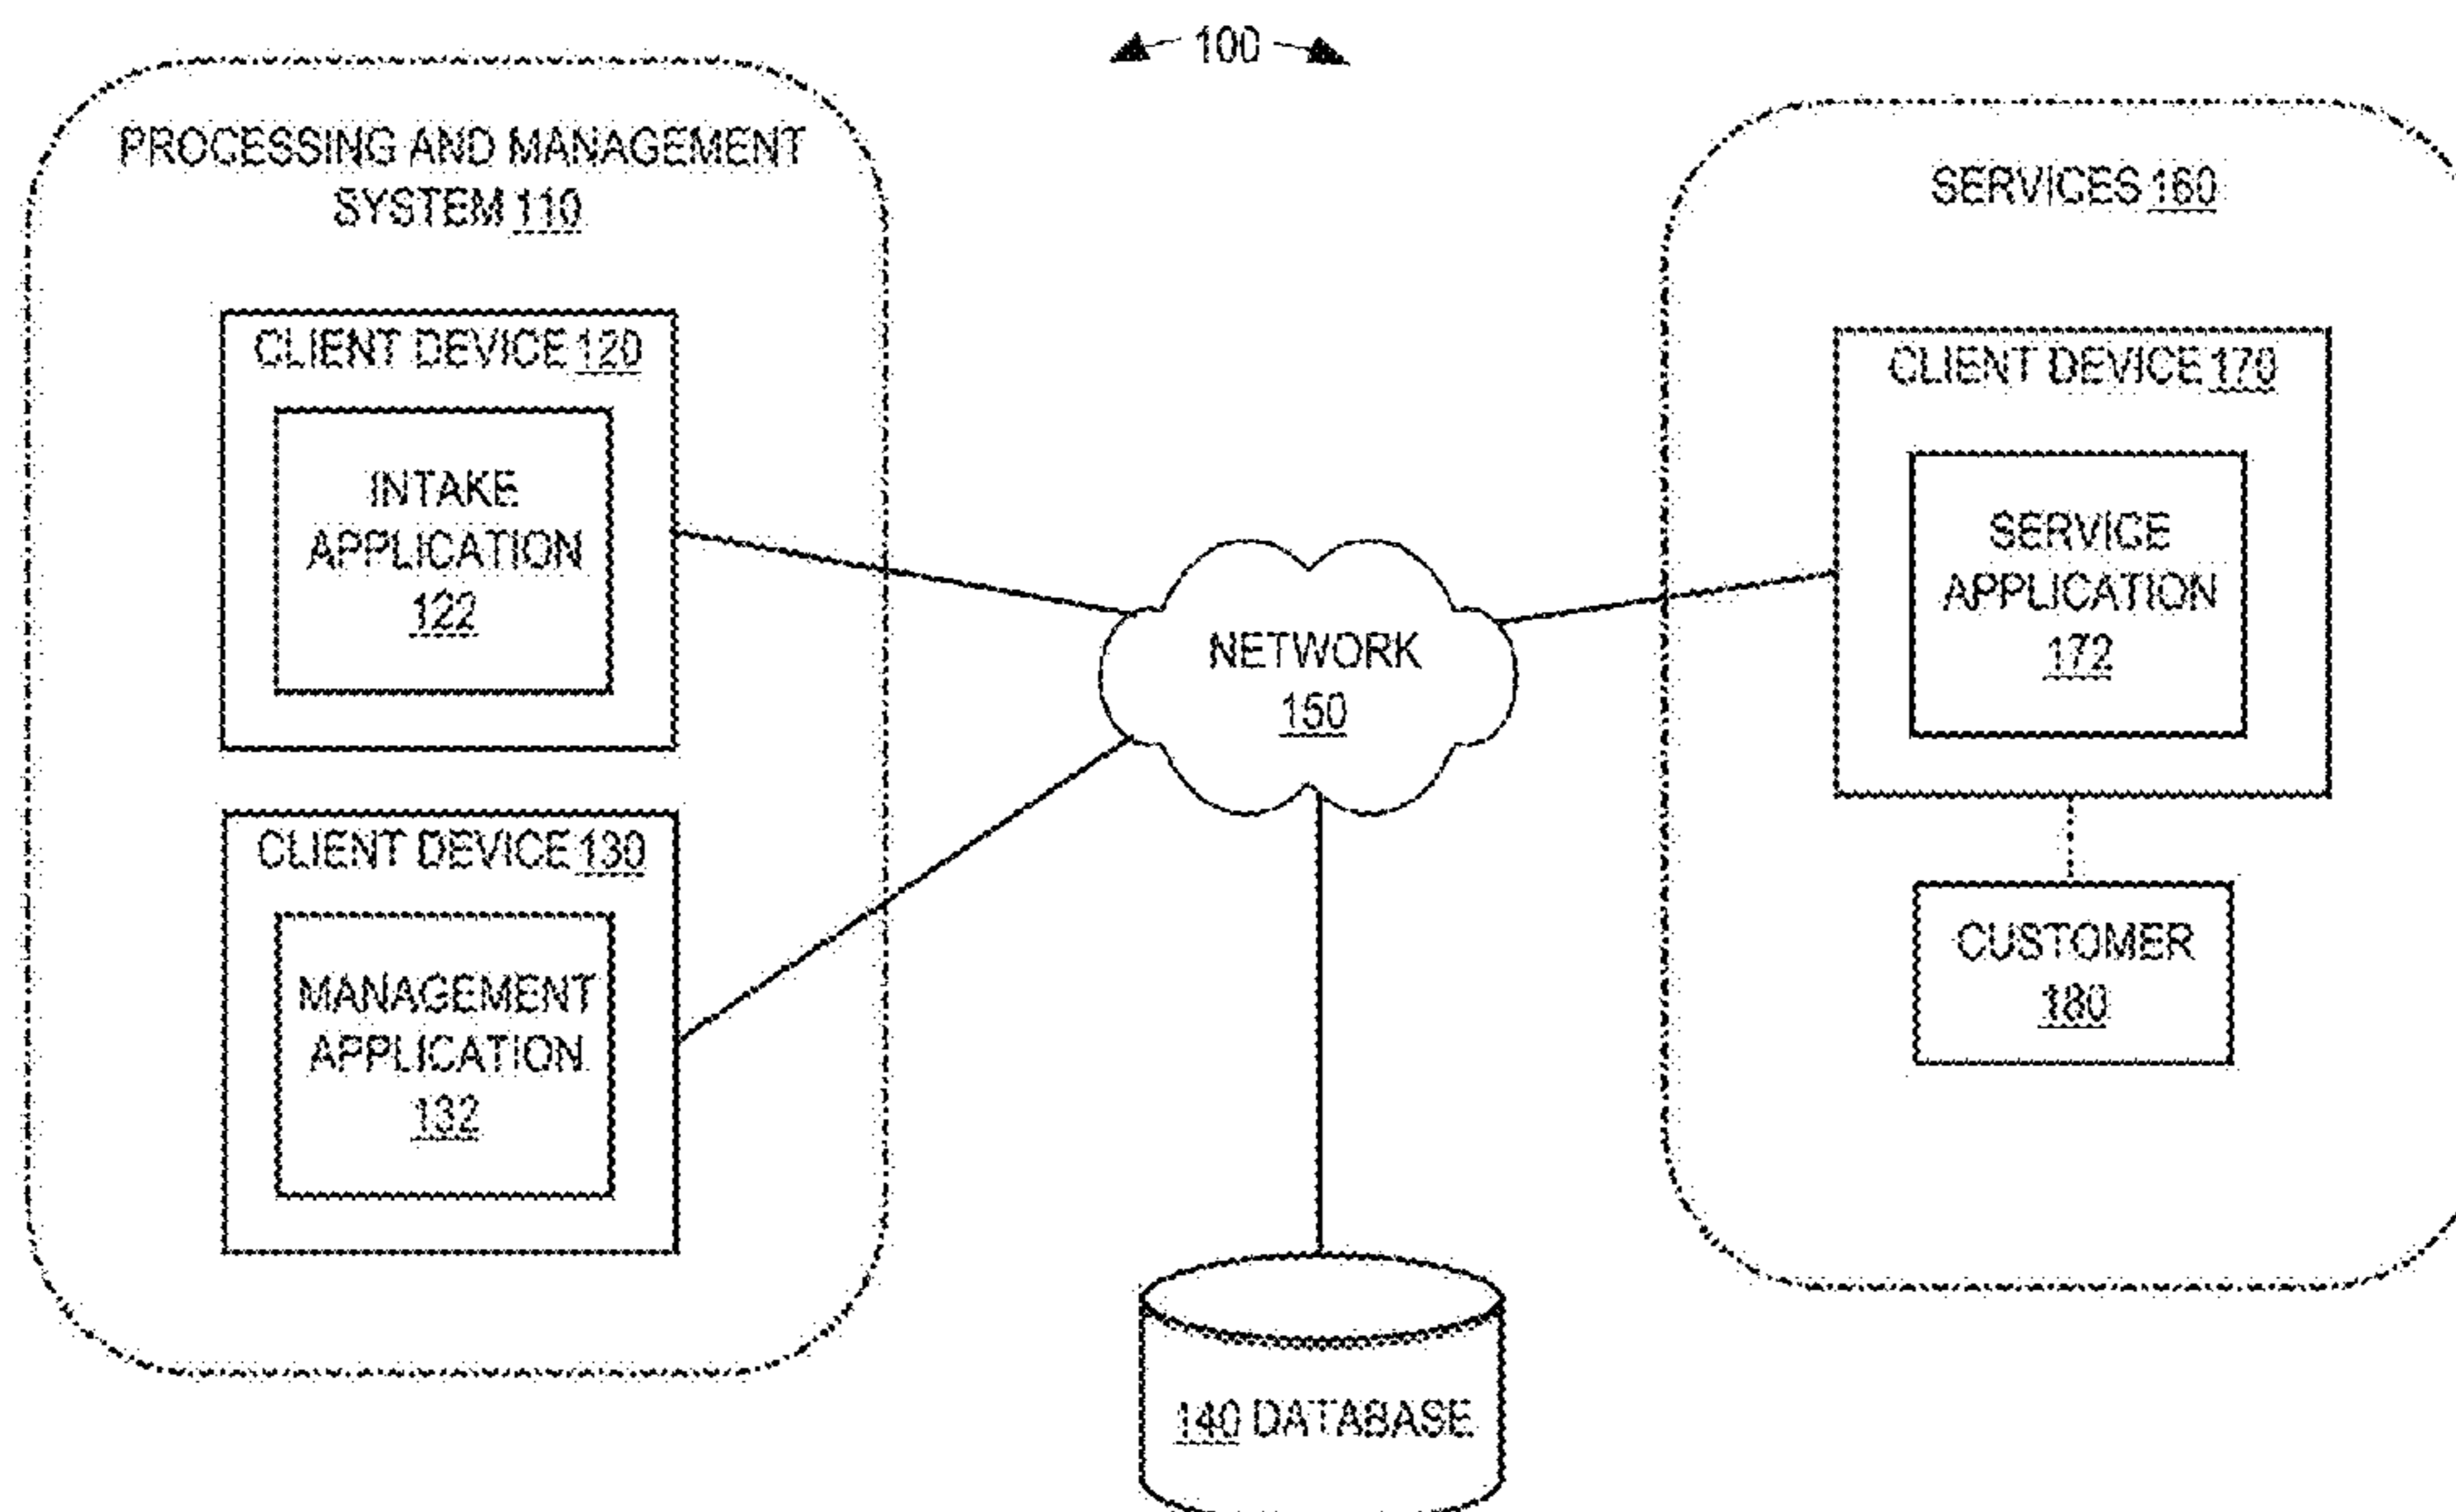 100
PROCESSING AND MANAGEMENT
SYSTEM 110
CLIENT DEVICE 120
INTAKE
APPLICATION
122
CLIENT DEVICE 130
MANAGEMENT
APPLICATION
132
NETWORK
150
140 DATABASE
SERVICES 160
CLIENT DEVICE 170
SERVICE
APPLICATION
172
CUSTOMER
180